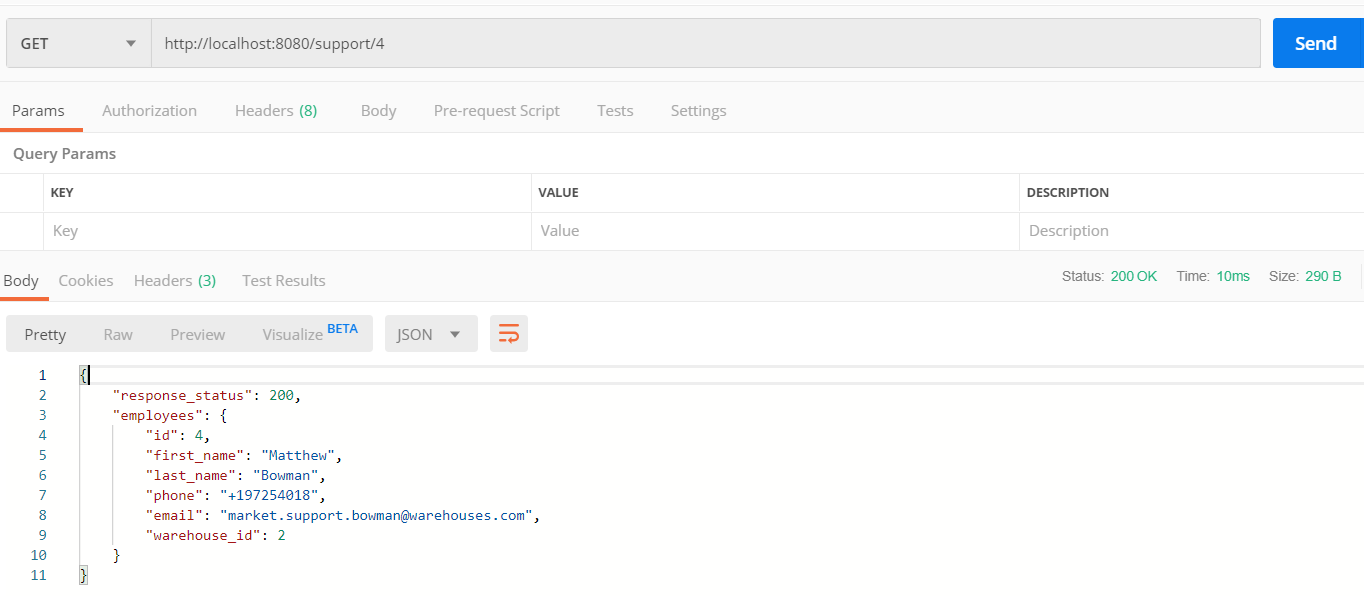 GET http://localhost:8080/support/4 Send
Params Authorization Headers (8) Body Pre-request Script Tests Settings
Query Params
KEY VALUE DESCRIPTION
Key Value Description
Body Cookies Headers (3) Test Results Status: 200 OK Time: 10ms Size: 290 B
Pretty Raw Preview Visualize BETA JSON
1 {
2 "response_status": 200,
3 "employees": {
4 "id": 4,
5 "first_name": "Matthew",
6 "last_name": "Bowman",
7 "phone": "+197254018",
8 "email": "market.support.bowman@warehouses.com",
9 "warehouse_id": 2
10 }
11 }